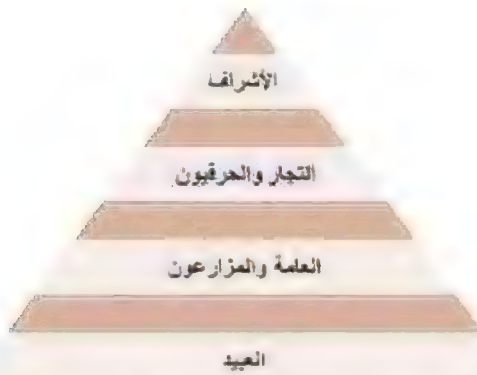 الأشراف
التجار والحرفيون
العامة والمزارعون
العبيد